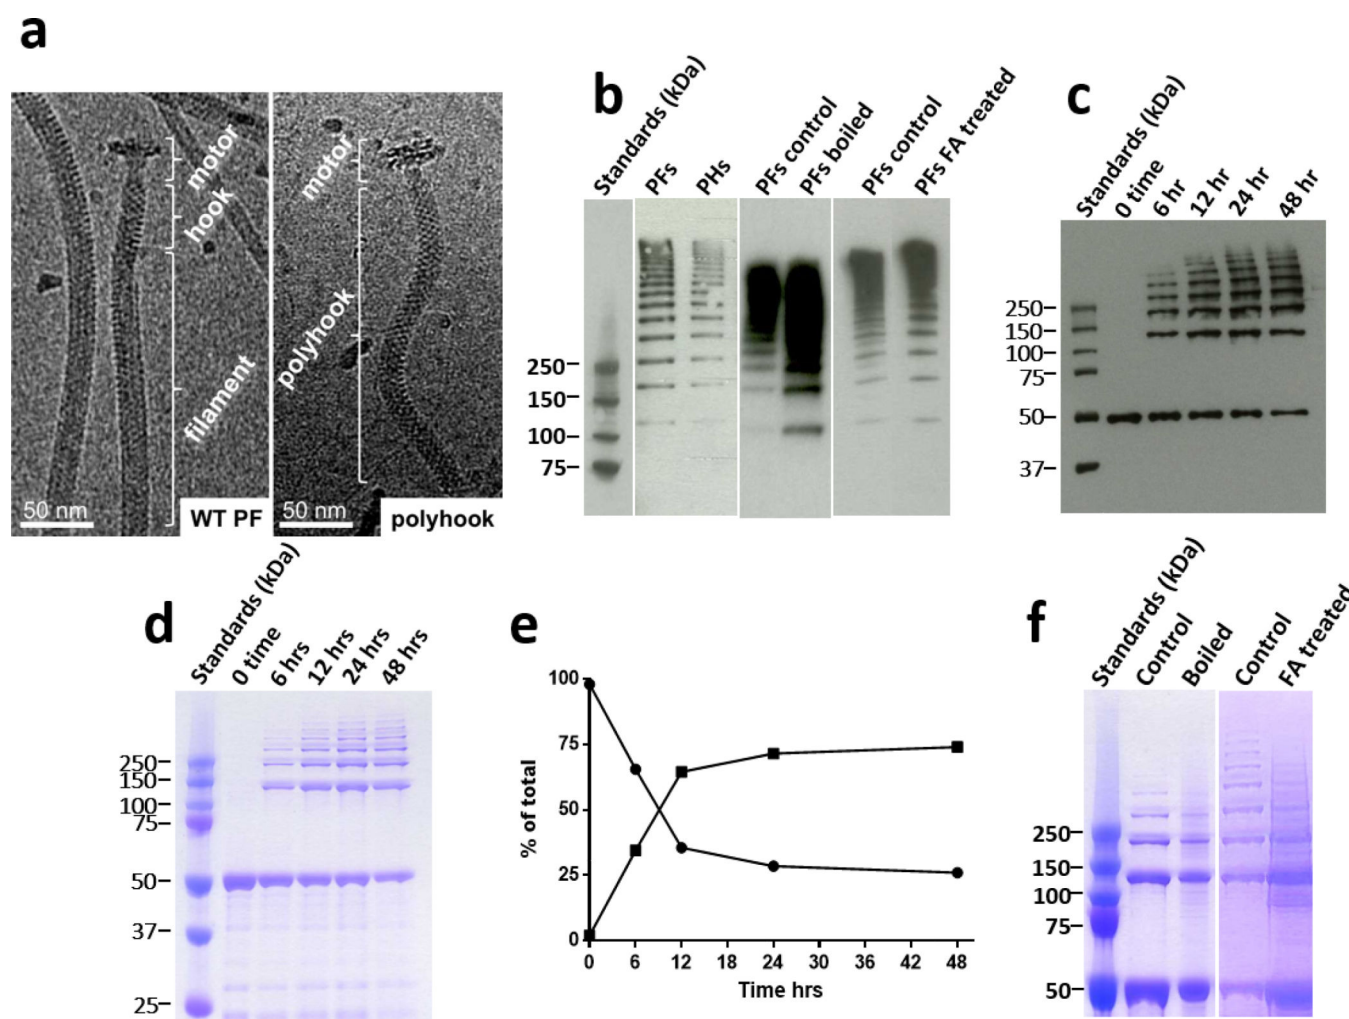 a
motor
hook
filament
50 nm
WT PF
motor
polyhook
50 nm
polyhook
b
Standards (kDa)
PFs
PHs
PFs control
PFs boiled
PFs control
PFs FA treated
250
150
100
75
c
Standards (kDa)
0 time
6 hr
12 hr
24 hr
48 hr
250
150
100
75
50
37
d
Standards (kDa)
0 time
6 hrs
12 hrs
24 hrs
48 hrs
250
150
100
75
50
37
25
e
% of total
100
75
50
25
0
0 6 12 18 24 30 36 42 48
Time hrs
f
Standards (kDa)
Control
Boiled
Control
FA treated
250
150
100
75
50